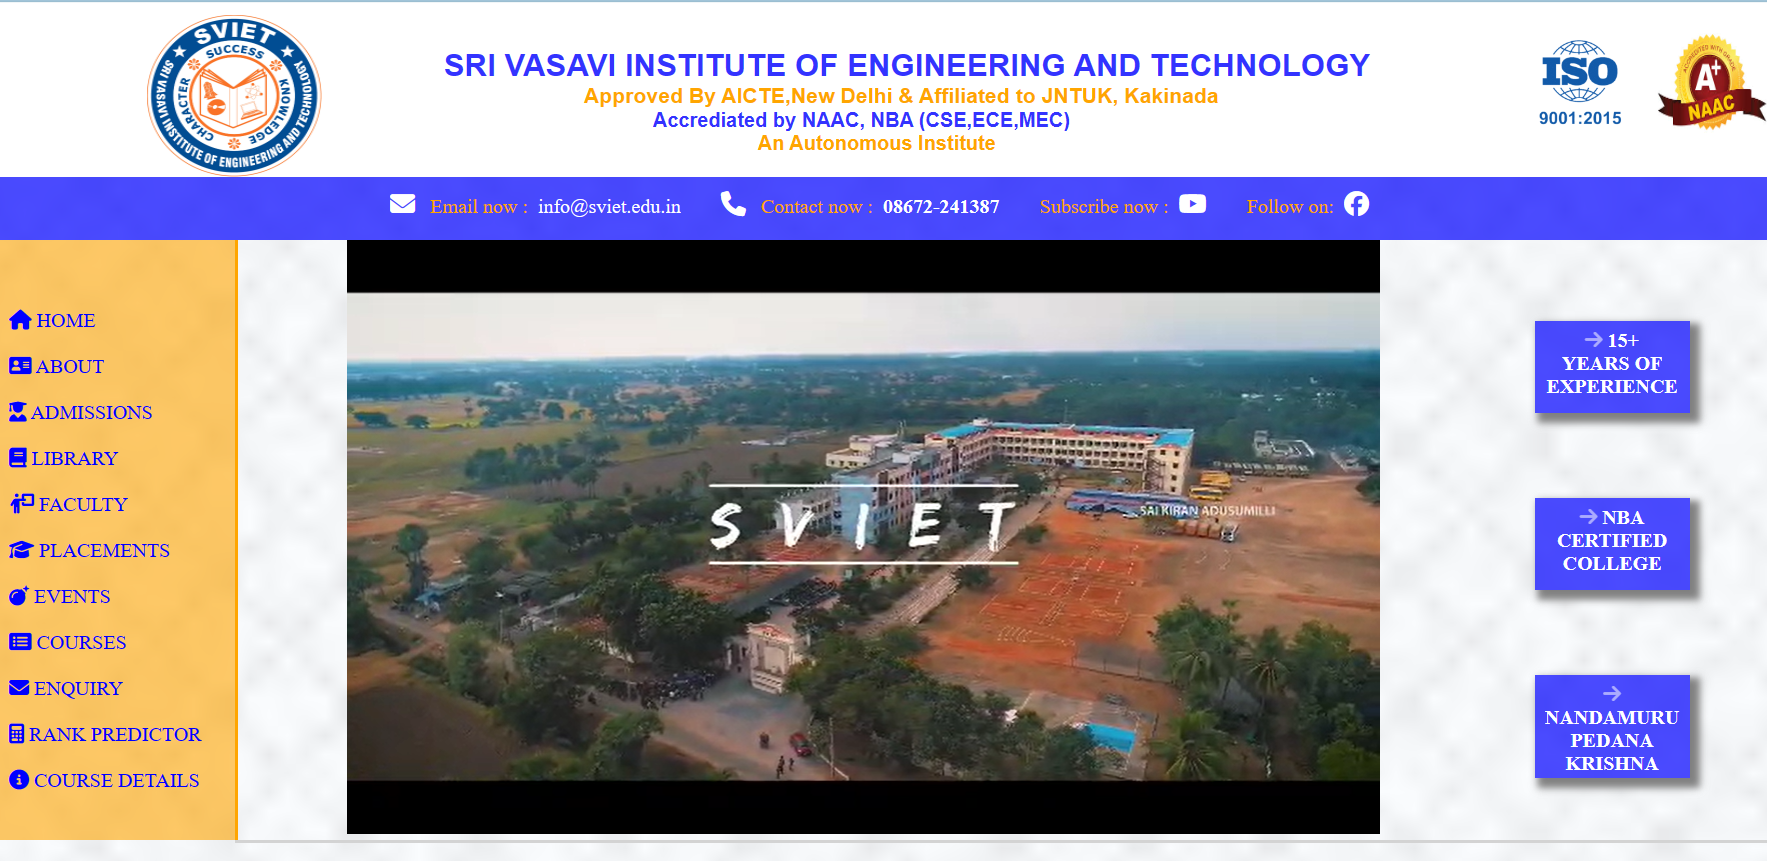 SVIET
SUCCESS
CHARACTER
KNOWLEDGE
SRI VASAVI INSTITUTE OF ENGINEERING AND TECHNOLOGY
SRI VASAVI INSTITUTE OF ENGINEERING AND TECHNOLOGY
Approved By AICTE,New Delhi & Affiliated to JNTUK, Kakinada
Accrediated by NAAC, NBA (CSE,ECE,MEC)
An Autonomous Institute
ISO
9001:2015
ACCREDITED WITH GRADE
A+
NAAC
Email now : info@sviet.edu.in Contact now : 08672-241387 Subscribe now : Follow on:
HOME
ABOUT
ADMISSIONS
LIBRARY
FACULTY
PLACEMENTS
EVENTS
COURSES
ENQUIRY
RANK PREDICTOR
COURSE DETAILS
SVIET
SAI KIRAN ADUSUMILLI
15+
YEARS OF
EXPERIENCE
NBA
CERTIFIED
COLLEGE
NANDAMURU
PEDANA
KRISHNA